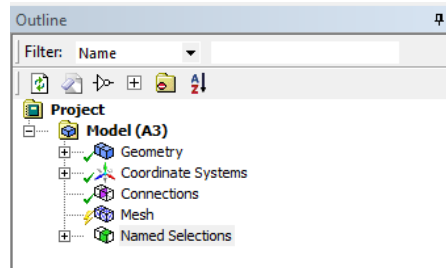 Outline
Filter: Name
A
Z
Project
Model (A3)
Geometry
Coordinate Systems
Connections
Mesh
Named Selections